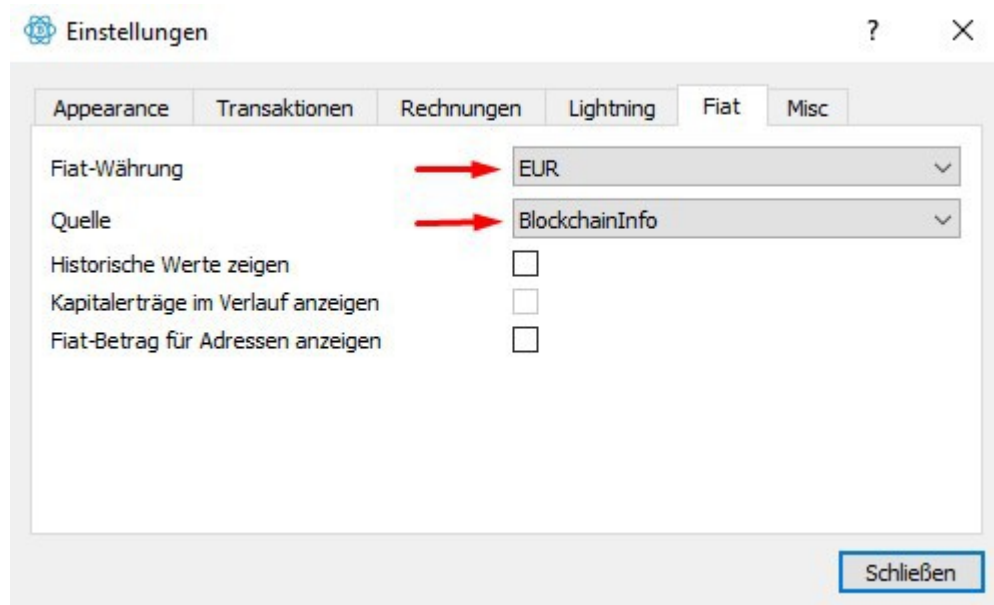 Einstellungen ?
Appearance Transaktionen Rechnungen Lightning Fiat Misc
Fiat-Währung EUR
Quelle BlockchainInfo
Historische Werte zeigen
Kapitalerträge im Verlauf anzeigen
Fiat-Betrag für Adressen anzeigen
Schließen